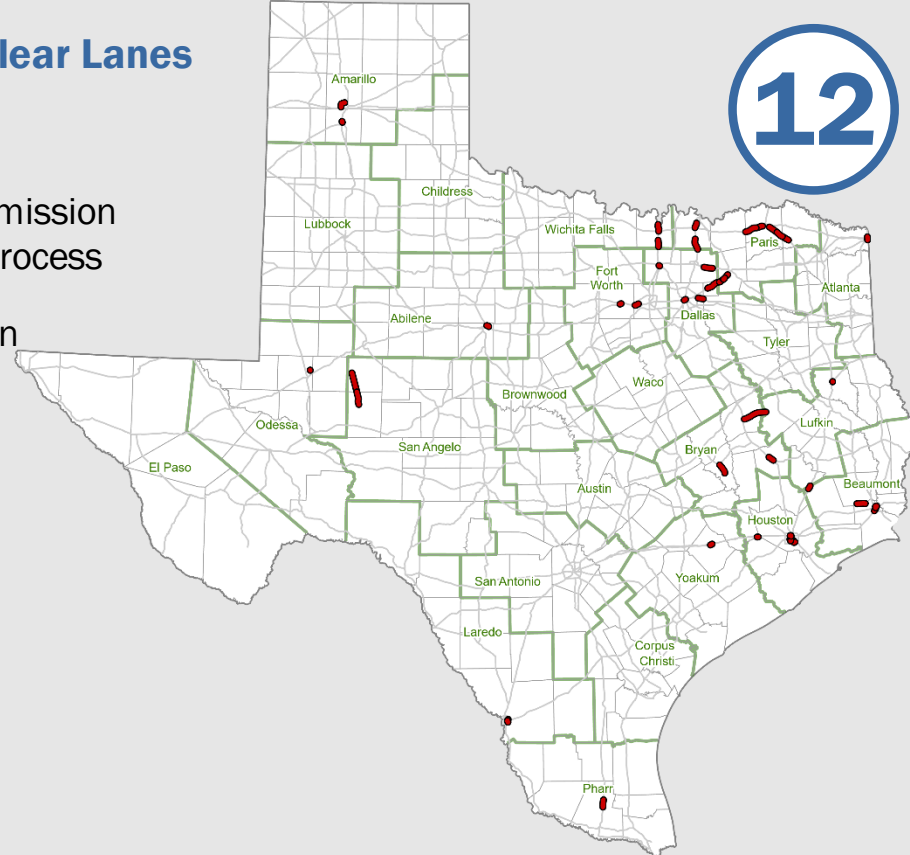 lear Lanes
12
mission
rocess
n
Amarillo
Childress
Lubbock
Wichita Falls
Paris
Fort
Worth
Atlanta
Abilene
Dallas
Tyler
Waco
Brownwood
Lufkin
Odessa
San Angelo
Bryan
El Paso
Austin
Beaumont
Houston
San Antonio
Yoakum
Laredo
Corpus
Christi
Pharr